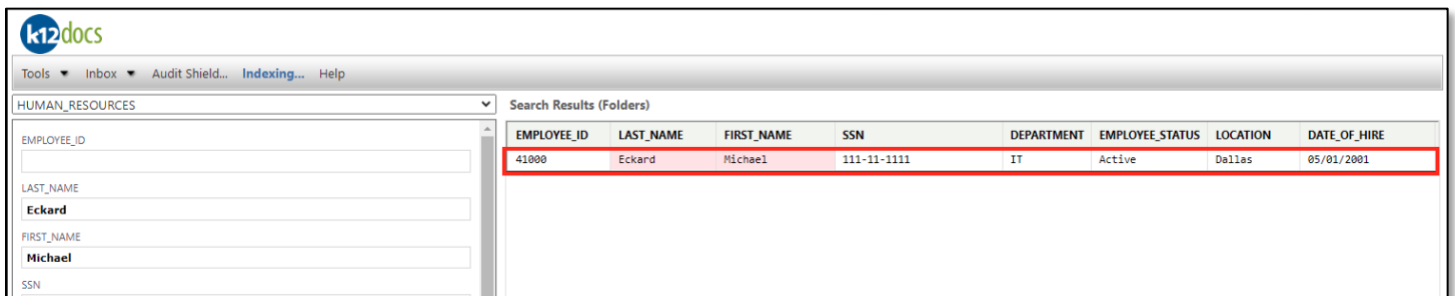 k12docs
Tools Inbox Audit Shield... Indexing... Help
HUMAN_RESOURCES
Search Results (Folders)
EMPLOYEE_ID LAST_NAME FIRST_NAME SSN DEPARTMENT EMPLOYEE_STATUS LOCATION DATE_OF_HIRE
41000 Eckard Michael 111-11-1111 IT Active Dallas 05/01/2001
EMPLOYEE_ID
LAST_NAME
Eckard
FIRST_NAME
Michael
SSN